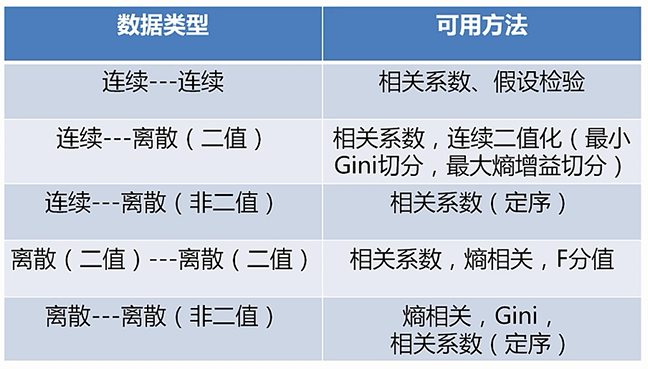 数据类型
可用方法
连续---连续
相关系数、假设检验
连续---离散（二值）
相关系数，连续二值化（最小
Gini切分，最大熵增益切分）
连续---离散（非二值）
相关系数（定序）
离散（二值）---离散（二值）
相关系数，熵相关，F分值
离散---离散（非二值）
熵相关，Gini，
相关系数（定序）